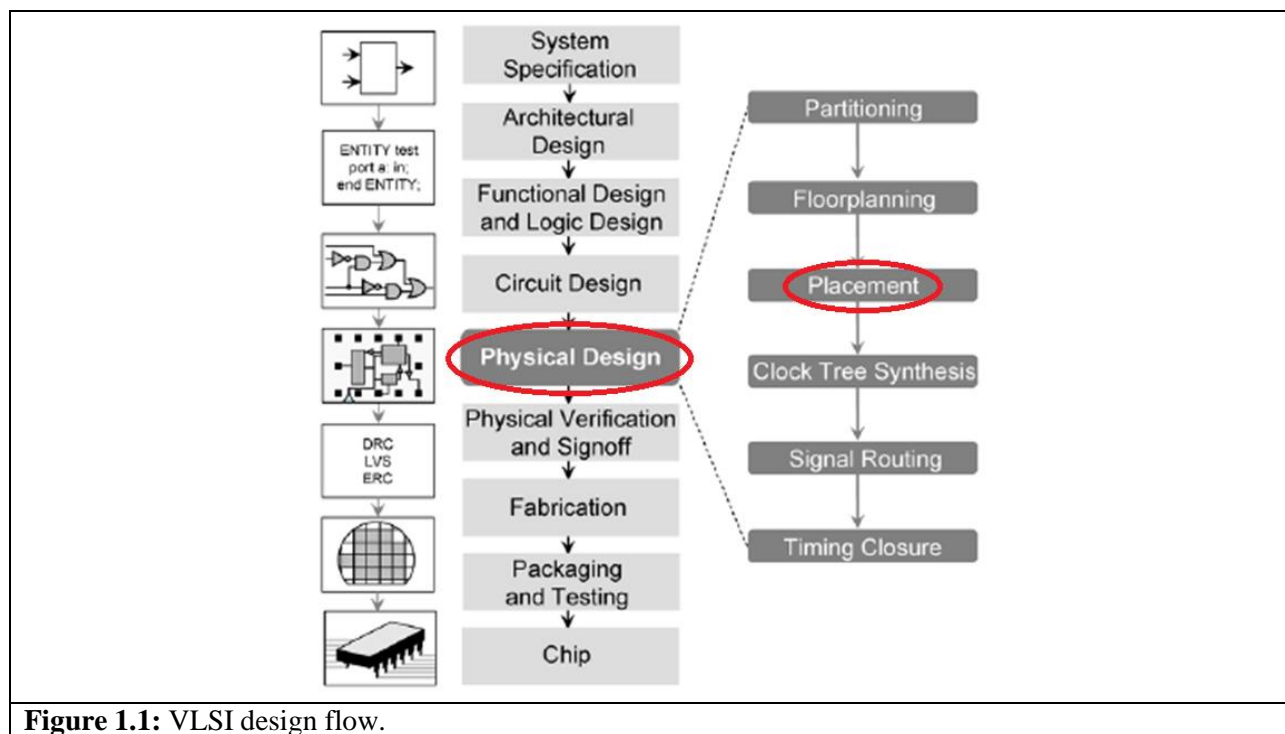 ENTITY test
port a: in;
end ENTITY;
DRC
LVS
ERC
System
Specification
Architectural
Design
Functional Design
and Logic Design
Circuit Design
Physical Design
Physical Verification
and Signoff
Fabrication
Packaging
and Testing
Chip
Partitioning
Floorplanning
Placement
Clock Tree Synthesis
Signal Routing
Timing Closure
Figure 1.1: VLSI design flow.